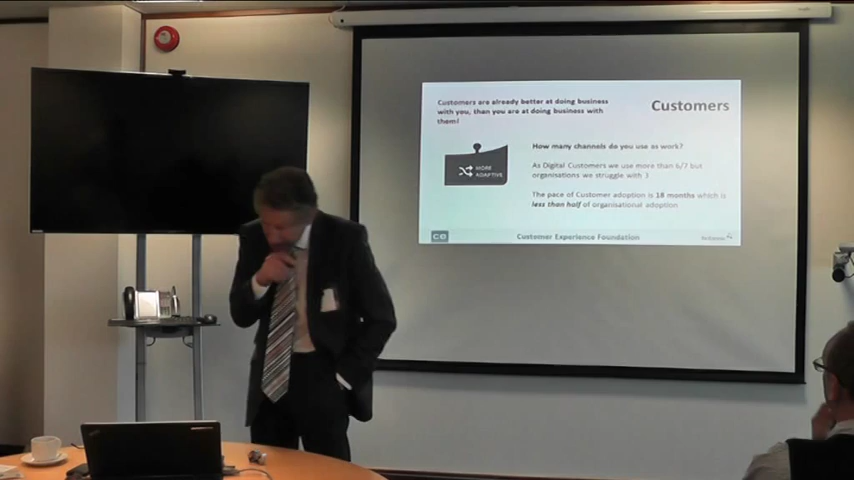 Customers are already better at doing business
with you, than you are at doing business with
them!
Customers
How many channels do you use as work?
MORE
ADAPTIVE
As Digital Customers we use more than 6/7 but
organisations we struggle with 3
The pace of Customer adoption is 18 months which is
less than half of organisational adoption
ce
Customer Experience Foundation